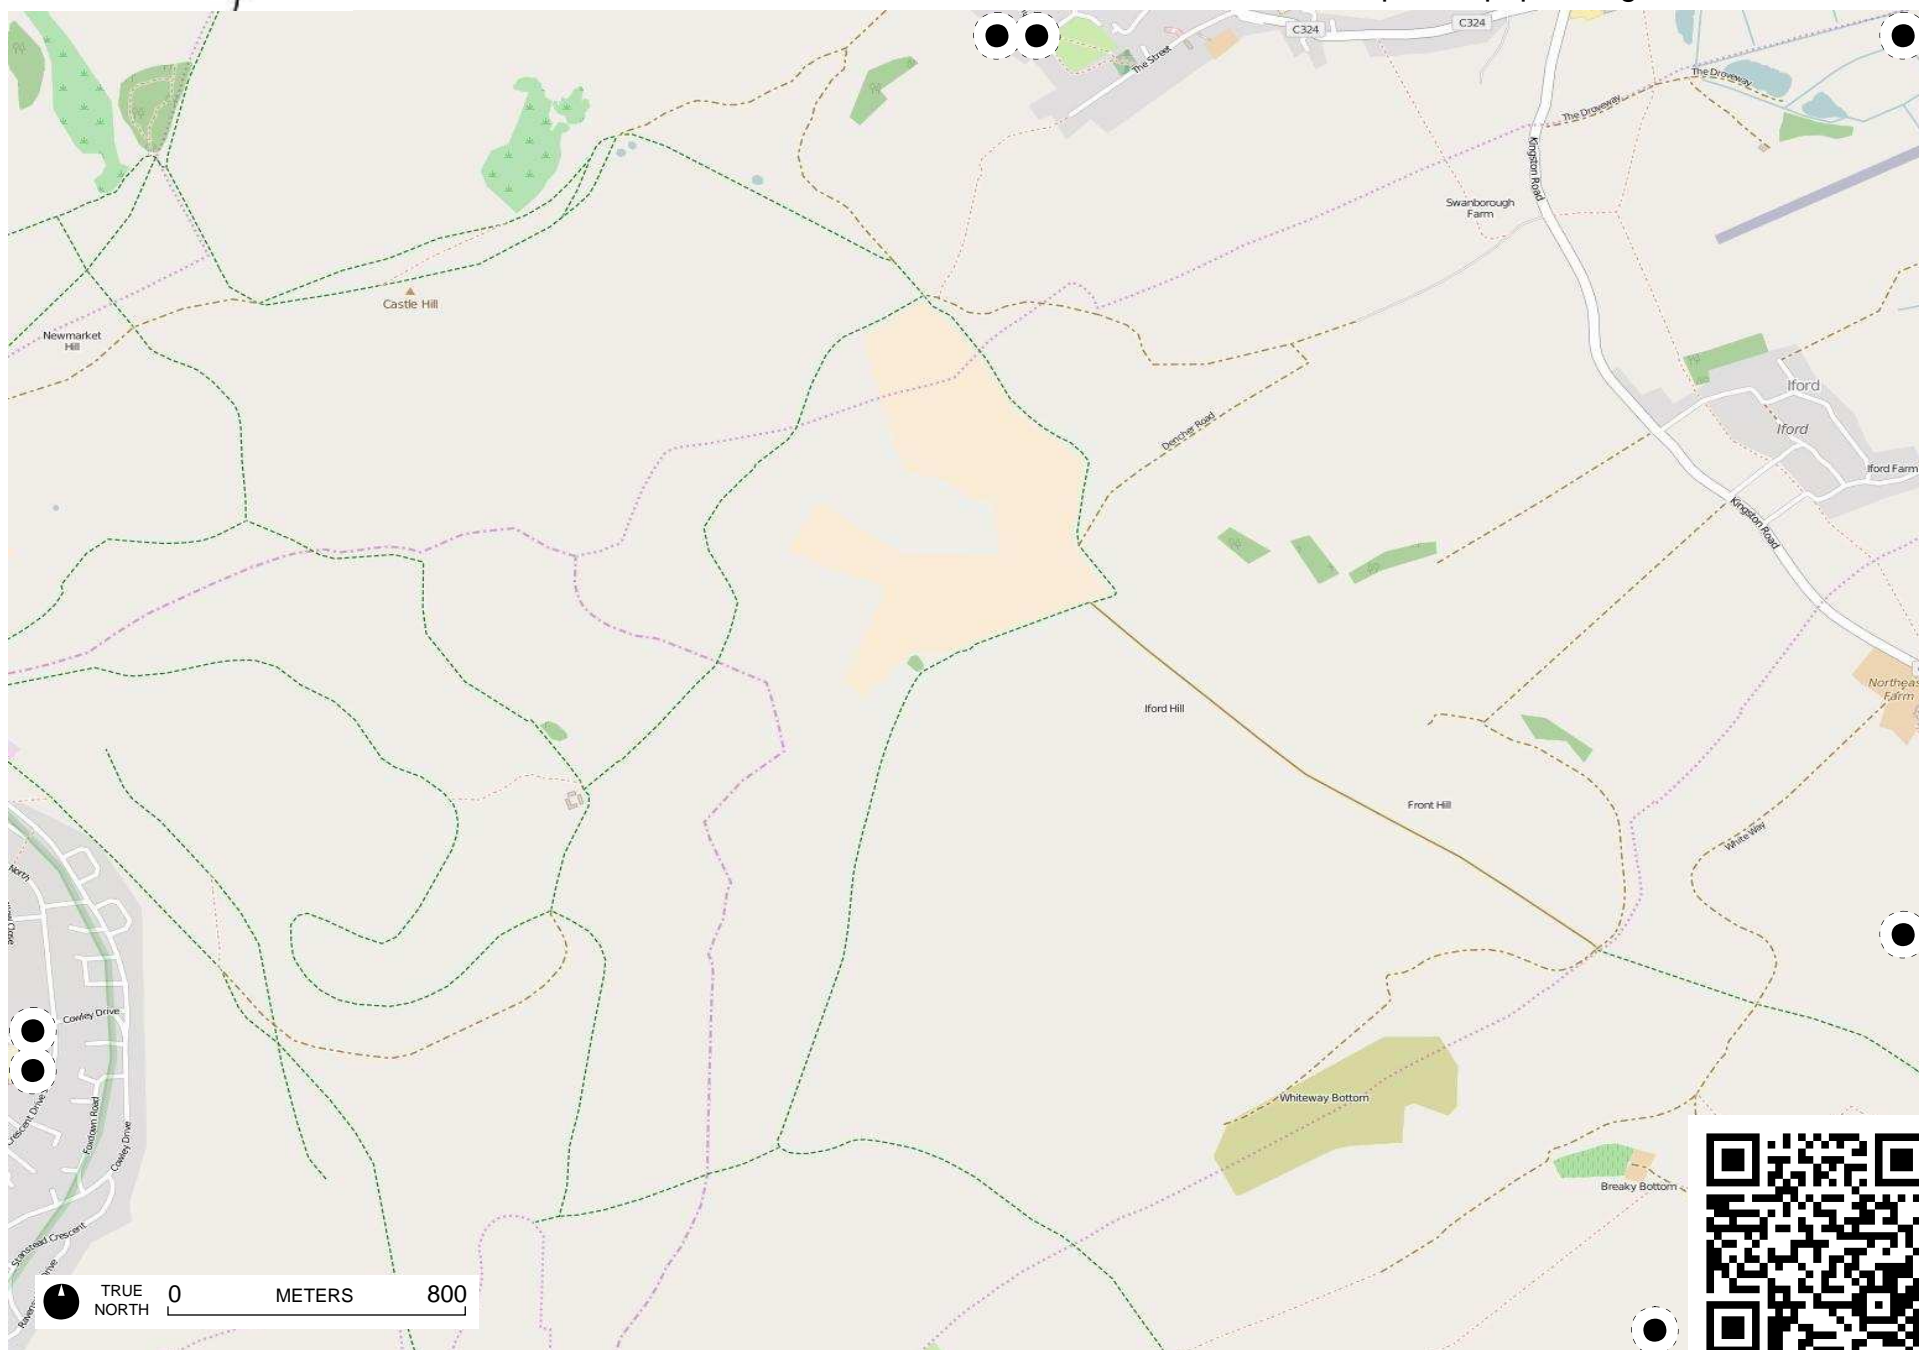 C324
C324
The Street
The Droveway
The Droveway
Kingston Road
Swanborough
Farm
Castle Hill
Newmarket
Hill
Iford
Iford
Dencher Road
Iford Farm
Kingston Road
Iford Hill
Farm
Front Hill
White Way
North
Cowley Drive
Whiteway Bottom
Crescent Drive
Foxdown Road
Cowley Drive
Breaky Bottom
Stanstead Crescent
TRUE
NORTH
0 METERS 800